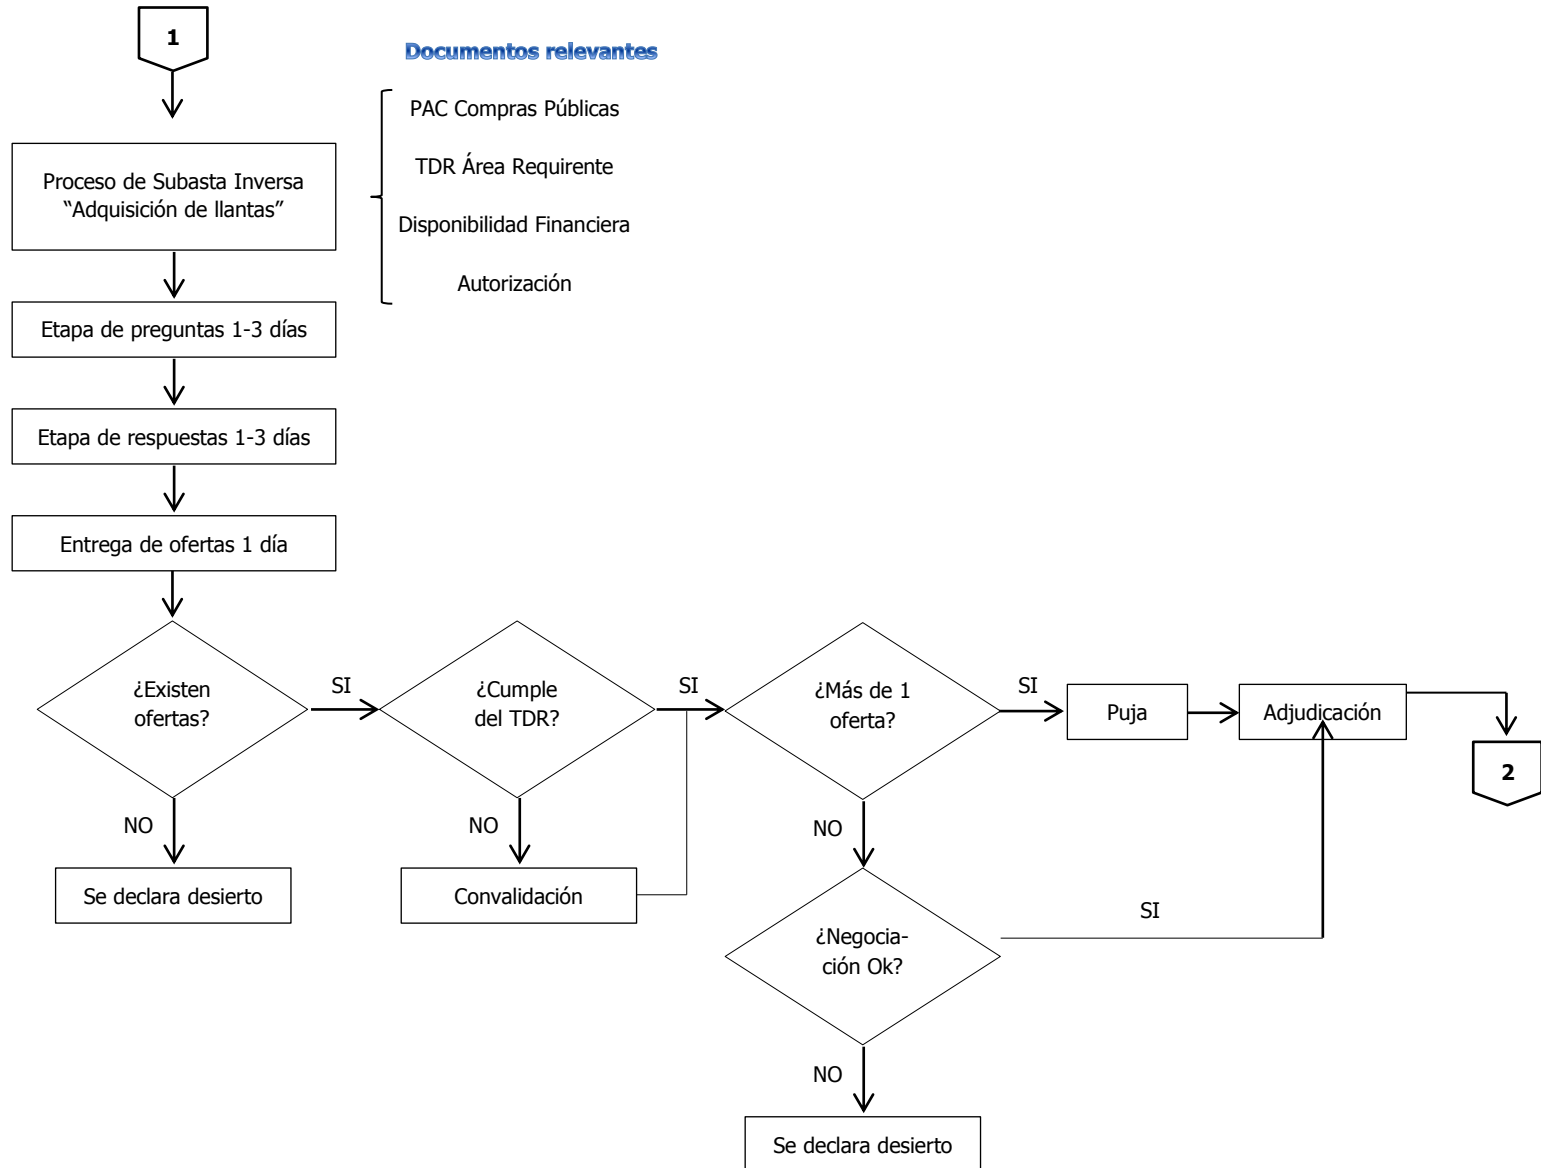 1
Documentos relevantes
PAC Compras Públicas
TDR Área Requirente
Disponibilidad Financiera
Autorización
Proceso de Subasta Inversa
“Adquisición de llantas”
Etapa de preguntas 1-3 días
Etapa de respuestas 1-3 días
Entrega de ofertas 1 día
¿Existen
ofertas?
SI
¿Cumple
del TDR?
SI
¿Más de 1
oferta?
SI
Puja
Adjudicación
2
NO
NO
NO
Se declara desierto
Convalidación
¿Negocia-
ción Ok?
SI
NO
Se declara desierto